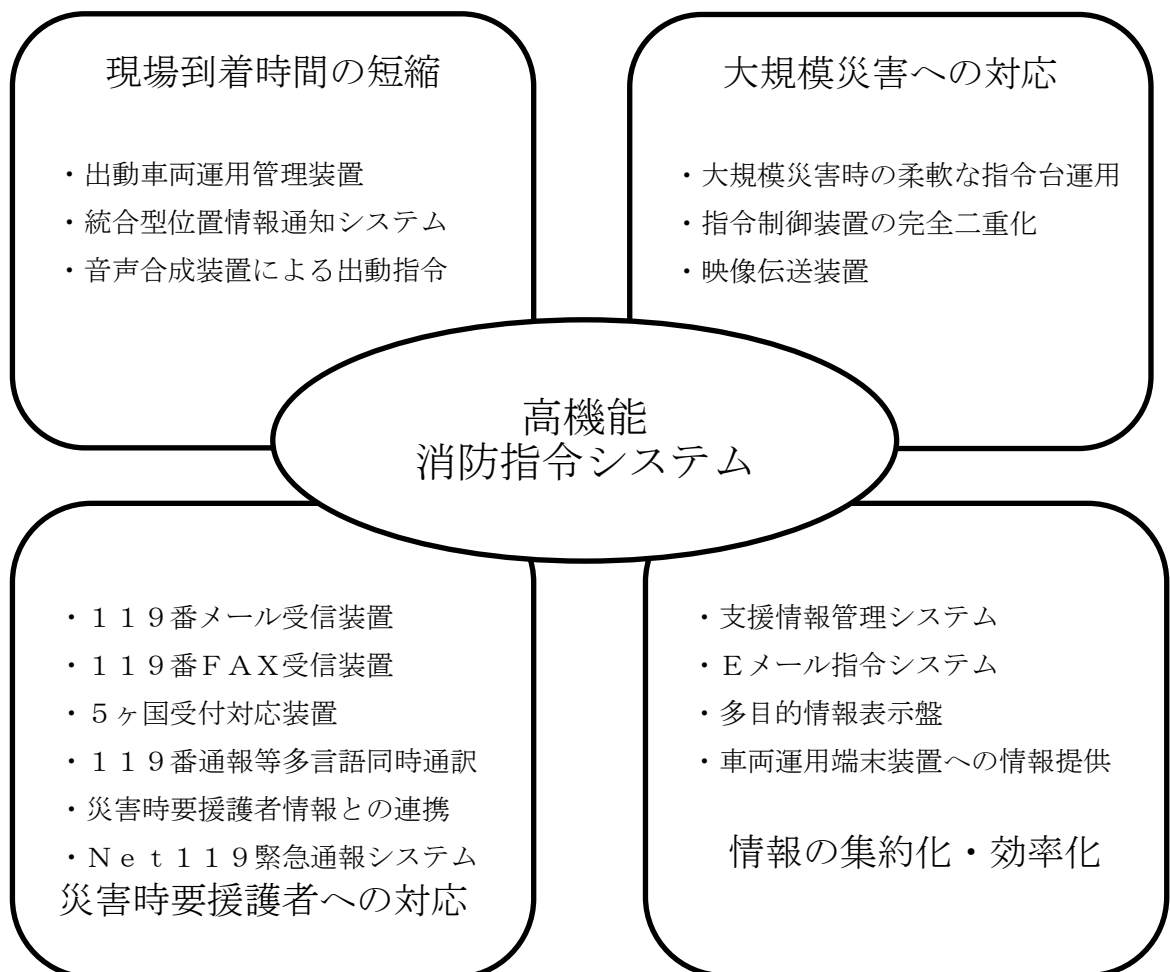 現場到着時間の短縮
・出動車両運用管理装置
・統合型位置情報通知システム
・音声合成装置による出動指令
大規模災害への対応
・大規模災害時の柔軟な指令台運用
・指令制御装置の完全二重化
・映像伝送装置
高機能
消防指令システム
・１１９番メール受信装置
・１１９番ＦＡＸ受信装置
・５ヶ国受付対応装置
・１１９番通報等多言語同時通訳
・災害時要援護者情報との連携
・Ｎｅｔ１１９緊急通報システム
災害時要援護者への対応
・支援情報管理システム
・Ｅメール指令システム
・多目的情報表示盤
・車両運用端末装置への情報提供
情報の集約化・効率化